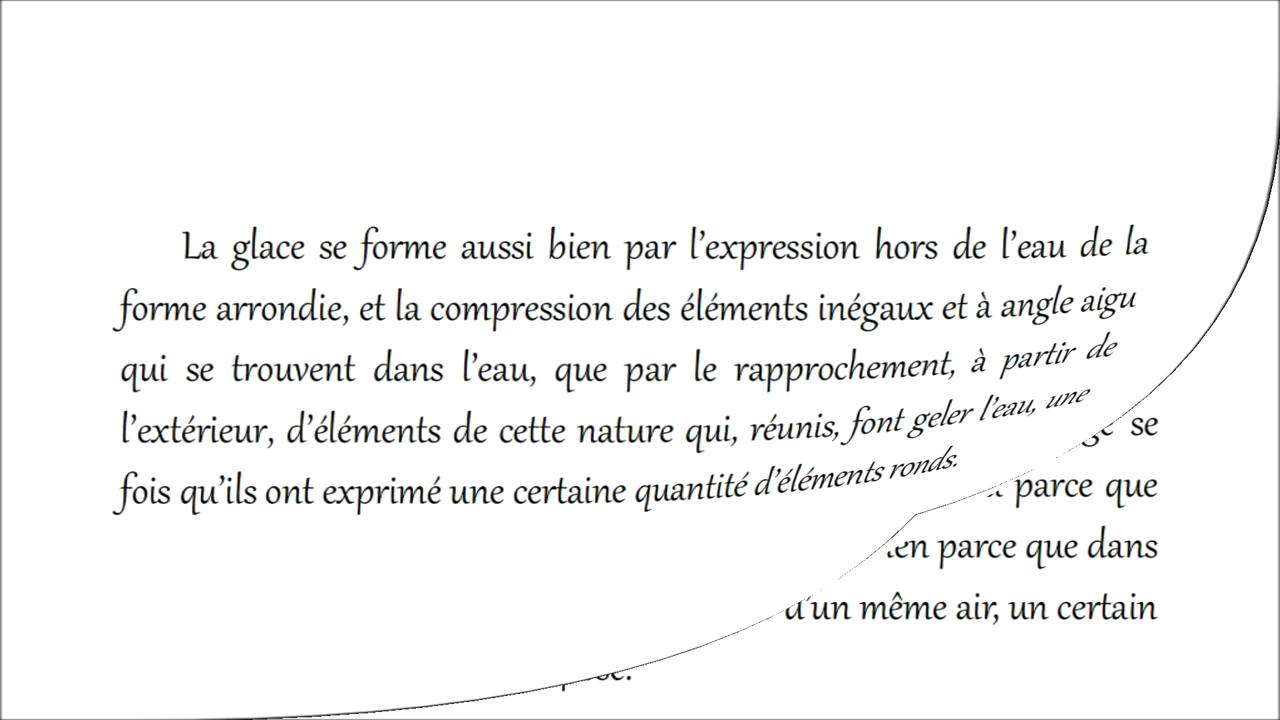 La glace se forme aussi bien par l’expression hors de l’eau de la
forme arrondie, et la compression des éléments inégaux et à angle aigu
qui se trouvent dans l’eau, que par le rapprochement, à partir de
l’extérieur, d’éléments de cette nature qui, réunis, font geler l’eau, une
fois qu’ils ont exprimé une certaine quantité d’éléments ronds.
se
parce que
parce que dans
d’un même air, un certain